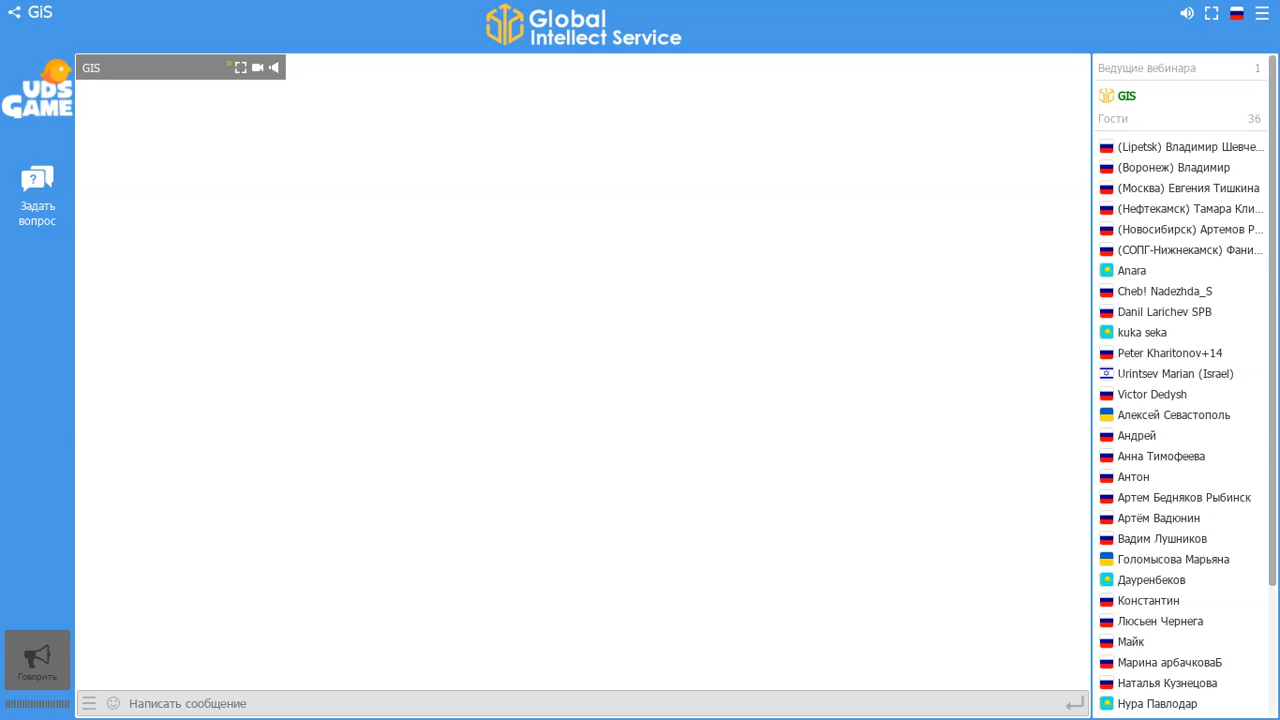 GiS
Global
Intellect Service
UDS
GAME
Задать
вопрос
Говорить
GIS
Написать сообщение
Ведущие вебинара 1
GIS
Гости 36
(Lipetsk) Владимир Шевче...
(Воронеж) Владимир
(Москва) Евгения Тишкина
(Нефтекамск) Тамара Кли...
(Новосибирск) Артемов Р...
(СОПГ-Нижнекамск) Фани...
Anara
Cheb! Nadezhda_S
Danil Larichev SPB
kuka seka
Peter Kharitonov+14
Urintsev Marian (Israel)
Victor Dedysh
Алексей Севастополь
Андрей
Анна Тимофеева
Антон
Артем Бедняков Рыбинск
Артём Вадюнин
Вадим Лушников
Голомысова Марьяна
Дауренбеков
Константин
Люсьен Чернега
Майк
Марина арбачковаБ
Наталья Кузнецова
Нура Павлодар